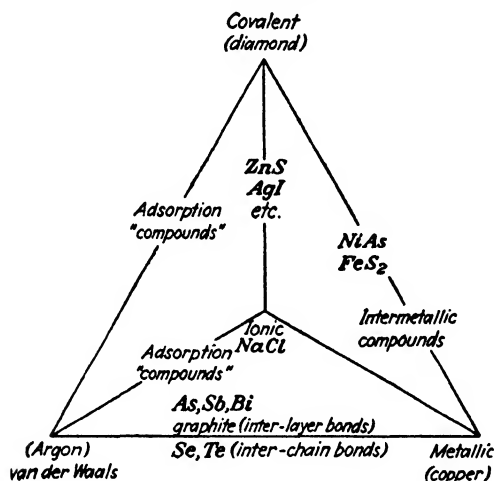 Covalent
(diamond)
ZnS
AgI
etc.
Adsorption
"compounds"
NiAs
FeS2
Intermetallic
compounds
Ionic
NaCl
Adsorption
"compounds"
As,Sb,Bi
graphite (inter-layer bonds)
Se, Te (inter-chain bonds)
(Argon)
van der Waals
Metallic
(copper)